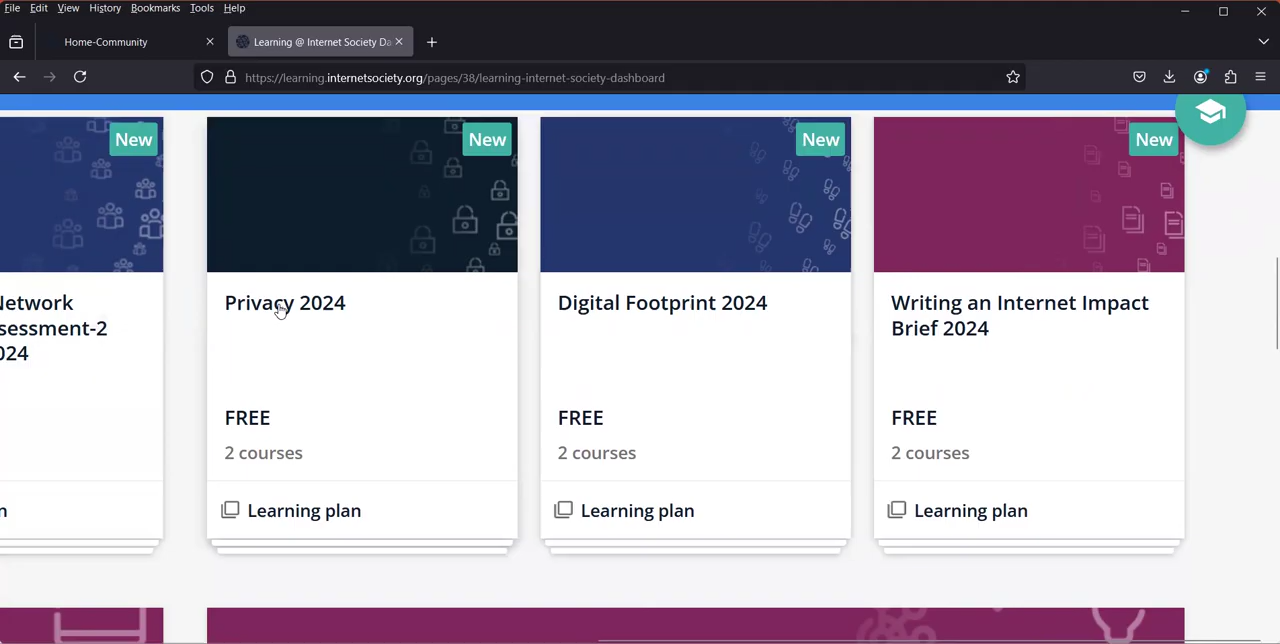 File Edit View History Bookmarks Tools Help
Home-Community
Learning @ Internet Society Da
https://learning.internetsociety.org/pages/38/learning-internet-society-dashboard
New
New
New
New
Network
sessment-2
024
Privacy 2024
Digital Footprint 2024
Writing an Internet Impact
Brief 2024
FREE
FREE
FREE
2 courses
2 courses
2 courses
n
Learning plan
Learning plan
Learning plan